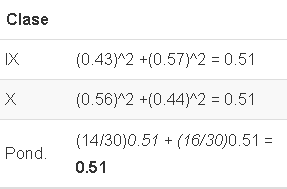 Clase
IX (0.43)^2 +(0.57)^2 = 0.51
X (0.56)^2 +(0.44)^2 = 0.51
Pond. (14/30)0.51 + (16/30)0.51 =
0.51